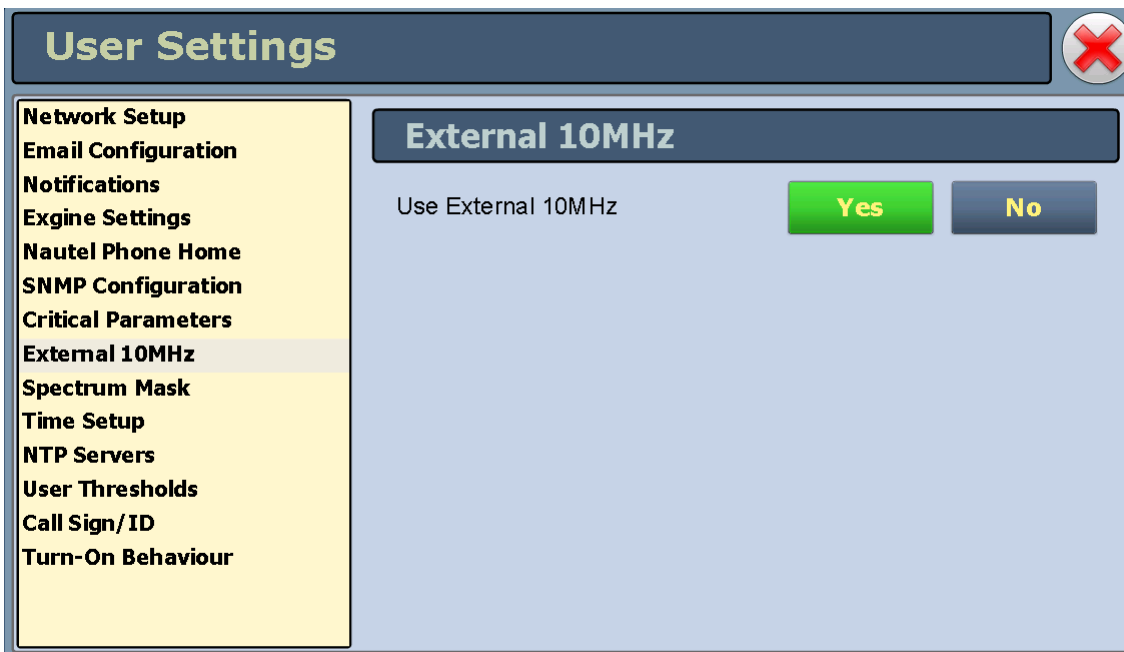 User Settings
Network Setup
Email Configuration
Notifications
Exgine Settings
Nautel Phone Home
SNMP Configuration
Critical Parameters
External 10MHz
Spectrum Mask
Time Setup
NTP Servers
User Thresholds
Call Sign/ID
Turn-On Behaviour
External 10MHz
Use External 10MHz Yes No